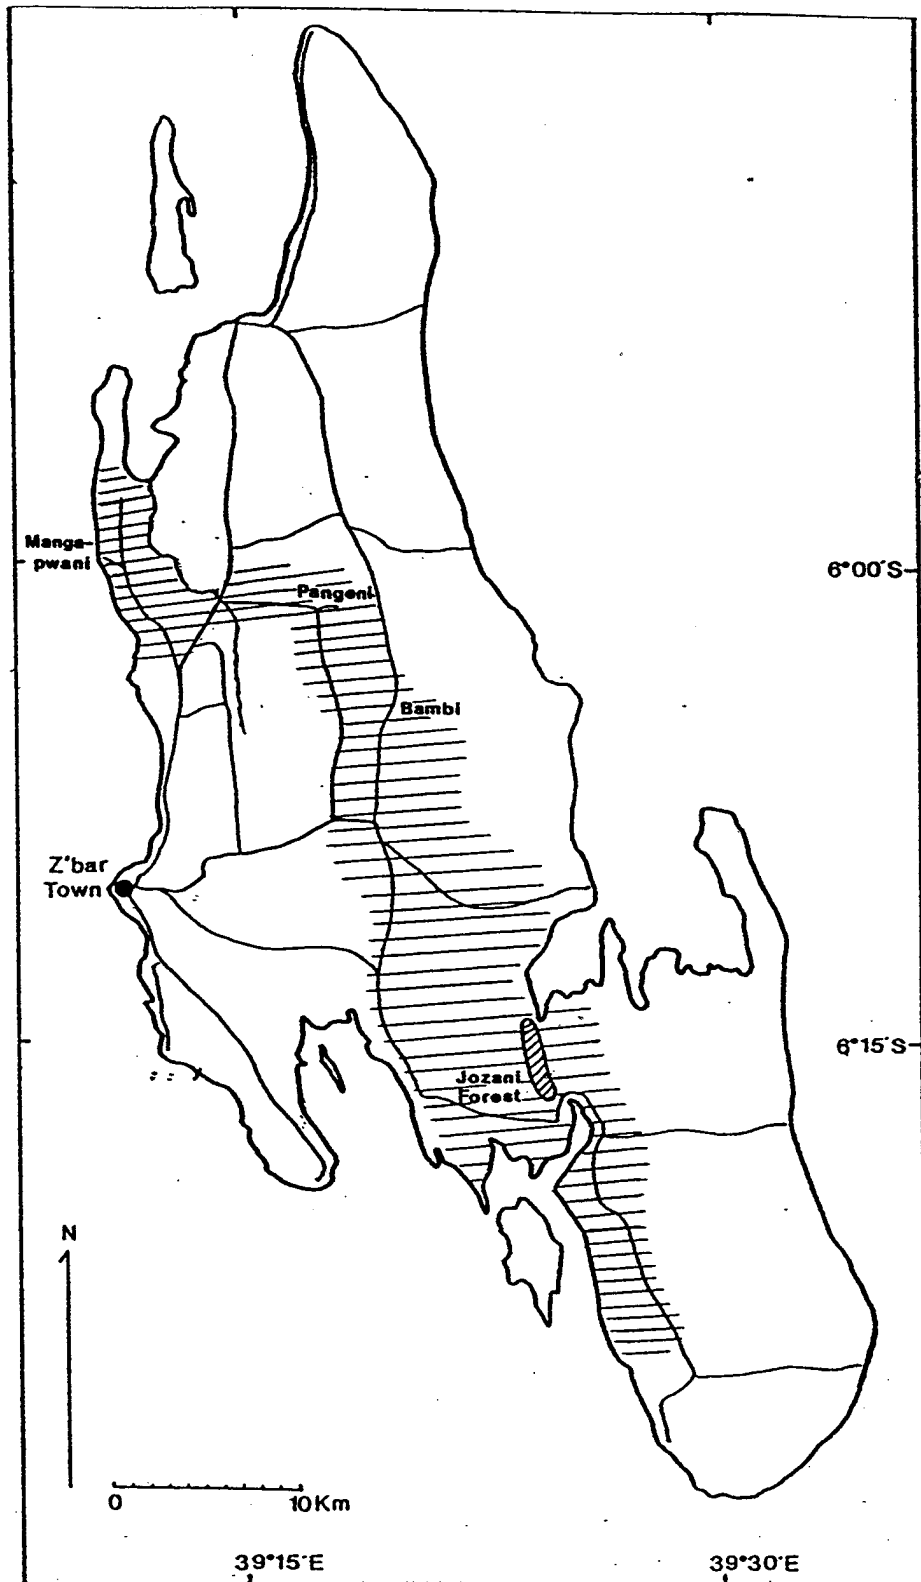 Manga-
pwani
6°00'S
Pangeni
Bambi
Z'bar
Town
6°15'S
Jozani
Forest
N
0 10Km
39°15'E 39°30'E